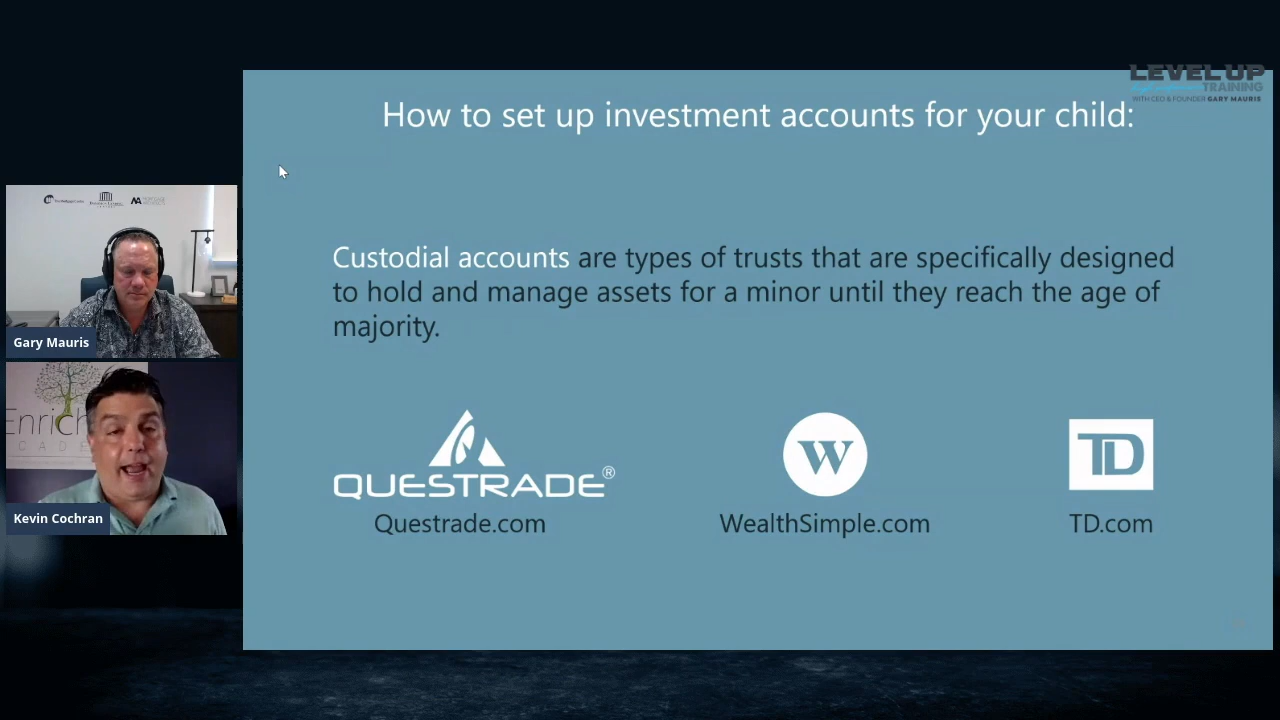 LEVEL UP
TRAINING
WITH CEO & FOUNDER GARY MAURIS
How to set up investment accounts for your child:
Custodial accounts are types of trusts that are specifically designed
to hold and manage assets for a minor until they reach the age of
majority.
QUESTRADE®
W
TD
Questrade.com
WealthSimple.com
TD.com
Gary Mauris
Enrich
CADE
Kevin Cochran